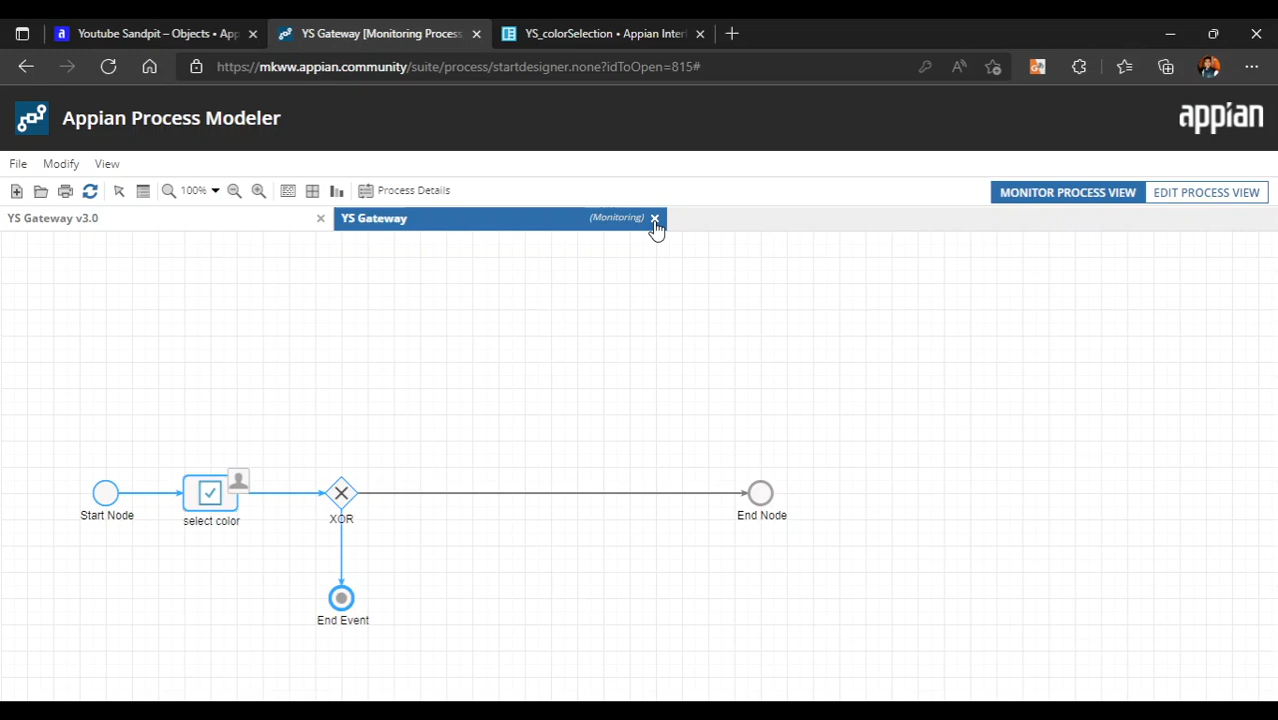 Youtube Sandpit – Objects • App
YS Gateway [Monitoring Process
YS_colorSelection • Appian Inter
https://mkww.appian.community/suite/process/startdesigner.none?idToOpen=815#
Appian Process Modeler
appian
File Modify View
100%
Process Details
MONITOR PROCESS VIEW
EDIT PROCESS VIEW
YS Gateway v3.0
YS Gateway
(Monitoring)
Start Node
select color
XOR
End Node
End Event